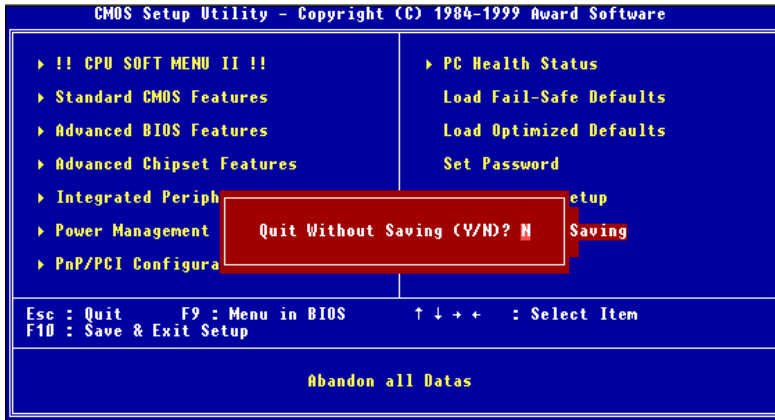 CMOS Setup Utility - Copyright (C) 1984-1999 Award Software
!! CPU SOFT MENU II !!
Standard CMOS Features
Advanced BIOS Features
Advanced Chipset Features
Integrated Periph
Power Management
PnP/PCI Configura
PC Health Status
Load Fail-Safe Defaults
Load Optimized Defaults
Set Password
etup
Saving
Quit Without Saving (Y/N)? N
Esc : Quit F9 : Menu in BIOS ↑ ↓ → ← : Select Item
F10 : Save & Exit Setup
Abandon all Datas